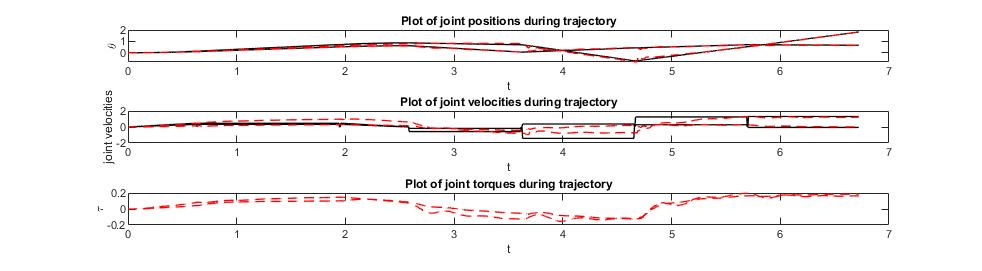 Plot of joint positions during trajectory
2
1
0
θ
0 1 2 3 4 5 6 7
t
Plot of joint velocities during trajectory
2
0
-2
joint velocities
0 1 2 3 4 5 6 7
t
Plot of joint torques during trajectory
0.2
0
-0.2
τ
0 1 2 3 4 5 6 7
t